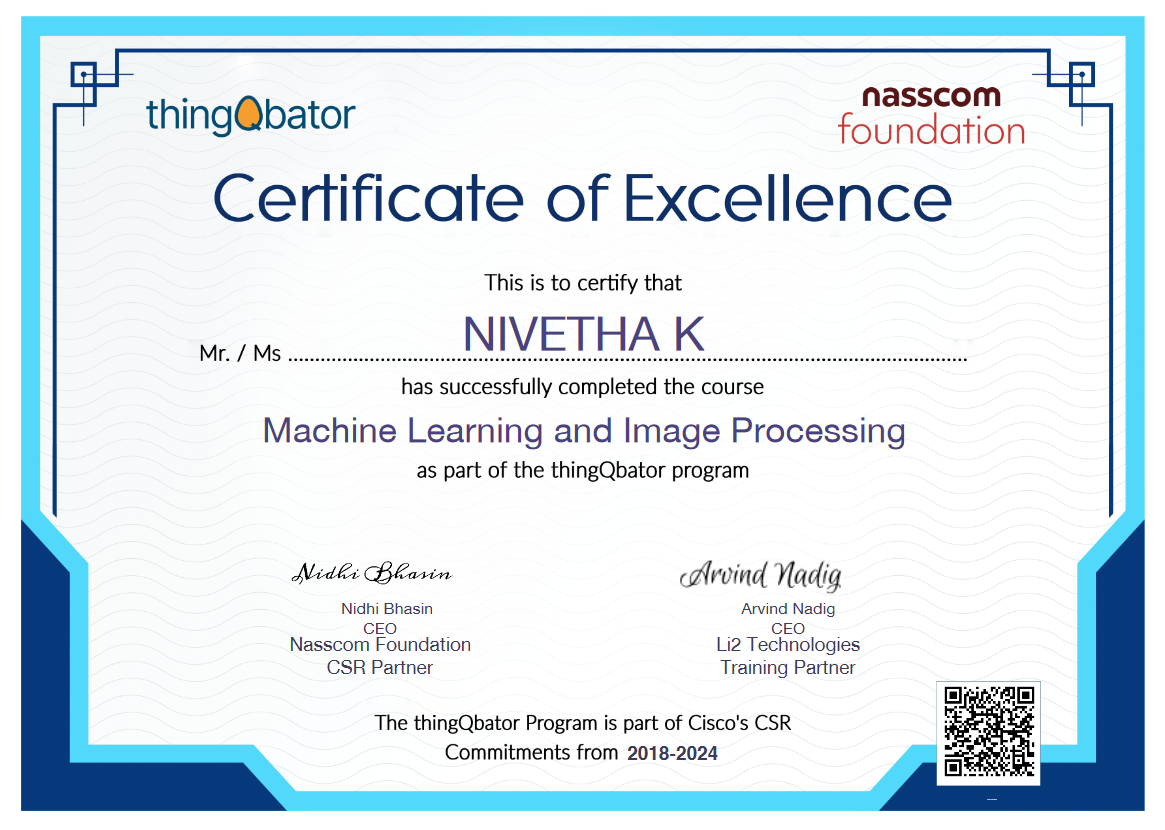 thingQbator
nasscom
foundation
Certificate of Excellence
This is to certify that
NIVETHA K
Mr. / Ms ........................................................................................................................................
has successfully completed the course
Machine Learning and Image Processing
as part of the thingQbator program
Nidhi Bhasin
Arvind Nadig
Nidhi Bhasin
CEO
Nasscom Foundation
CSR Partner
Arvind Nadig
CEO
Li2 Technologies
Training Partner
The thingQbator Program is part of Cisco's CSR
Commitments from 2018-2024